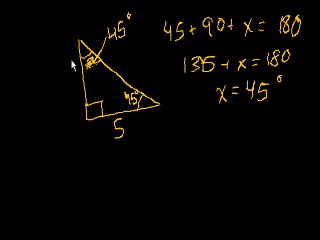 45°
45 + 90 + x = 180
135 + x = 180
x = 45°
45°
5